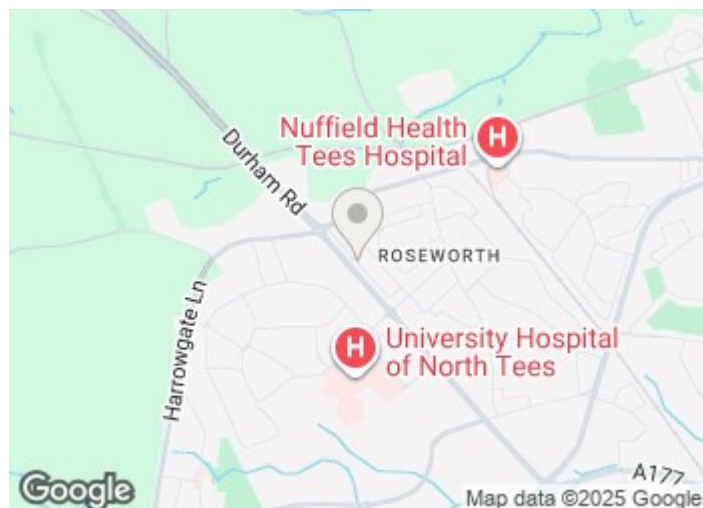 Durham Rd
Nuffield Health
Tees Hospital
H
ROSEWORTH
Harrowgate Ln
H
University Hospital
of North Tees
A177
Google
Map data ©2025 Google